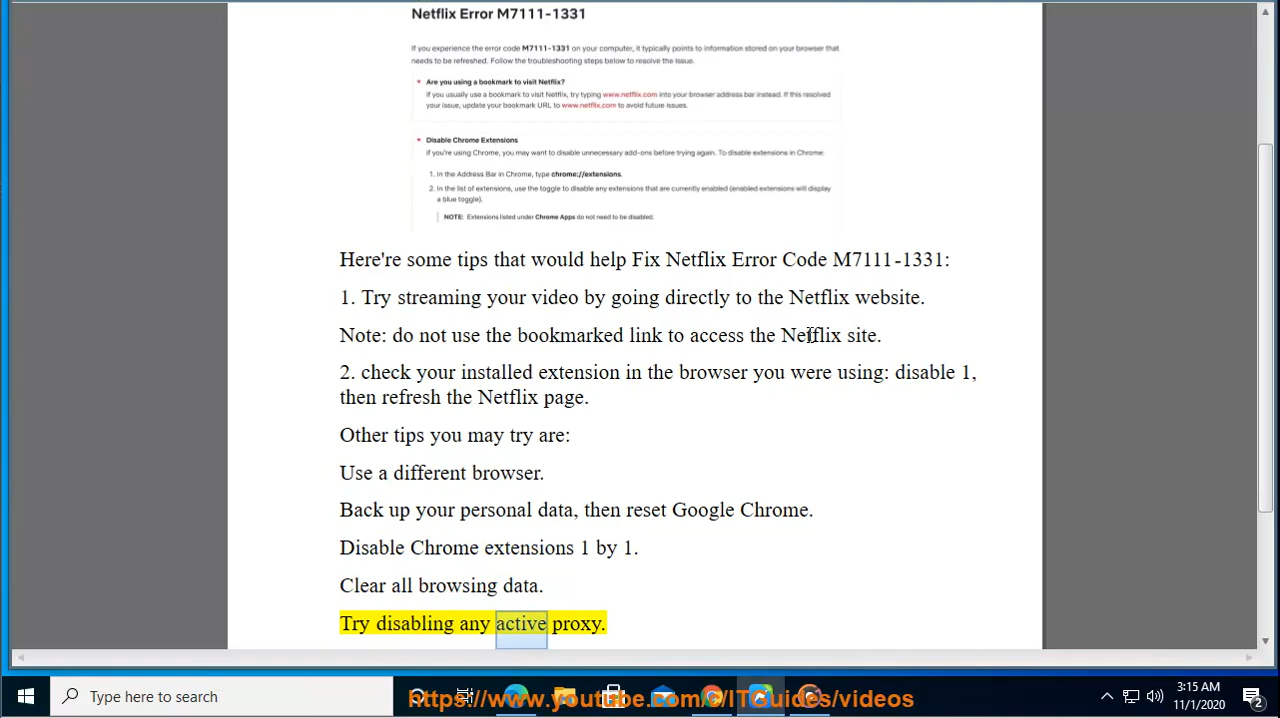 Netflix Error M7111-1331
If you experience the error code M7111-1331 on your computer, it typically points to information stored on your browser that
needs to be refreshed. Follow the troubleshooting steps below to resolve the issue.
Are you using a bookmark to visit Netflix?
If you usually use a bookmark to visit Netflix, try typing www.netflix.com into your browser address bar instead. If this resolved
your issue, update your bookmark URL to www.netflix.com to avoid future issues.
Disable Chrome Extensions
If you're using Chrome, you may want to disable unnecessary add-ons before trying again. To disable extensions in Chrome:
1. In the Address Bar in Chrome, type chrome://extensions.
2. In the list of extensions, use the toggle to disable any extensions that are currently enabled (enabled extensions will display
a blue toggle).
NOTE: Extensions listed under Chrome Apps do not need to be disabled.
Here're some tips that would help Fix Netflix Error Code M7111-1331:
1. Try streaming your video by going directly to the Netflix website.
Note: do not use the bookmarked link to access the Netflix site.
2. check your installed extension in the browser you were using: disable 1,
then refresh the Netflix page.
Other tips you may try are:
Use a different browser.
Back up your personal data, then reset Google Chrome.
Disable Chrome extensions 1 by 1.
Clear all browsing data.
Try disabling any active proxy.
Type here to search
https://www.youtube.com/c/ITGuides/videos
3:15 AM
11/1/2020
2